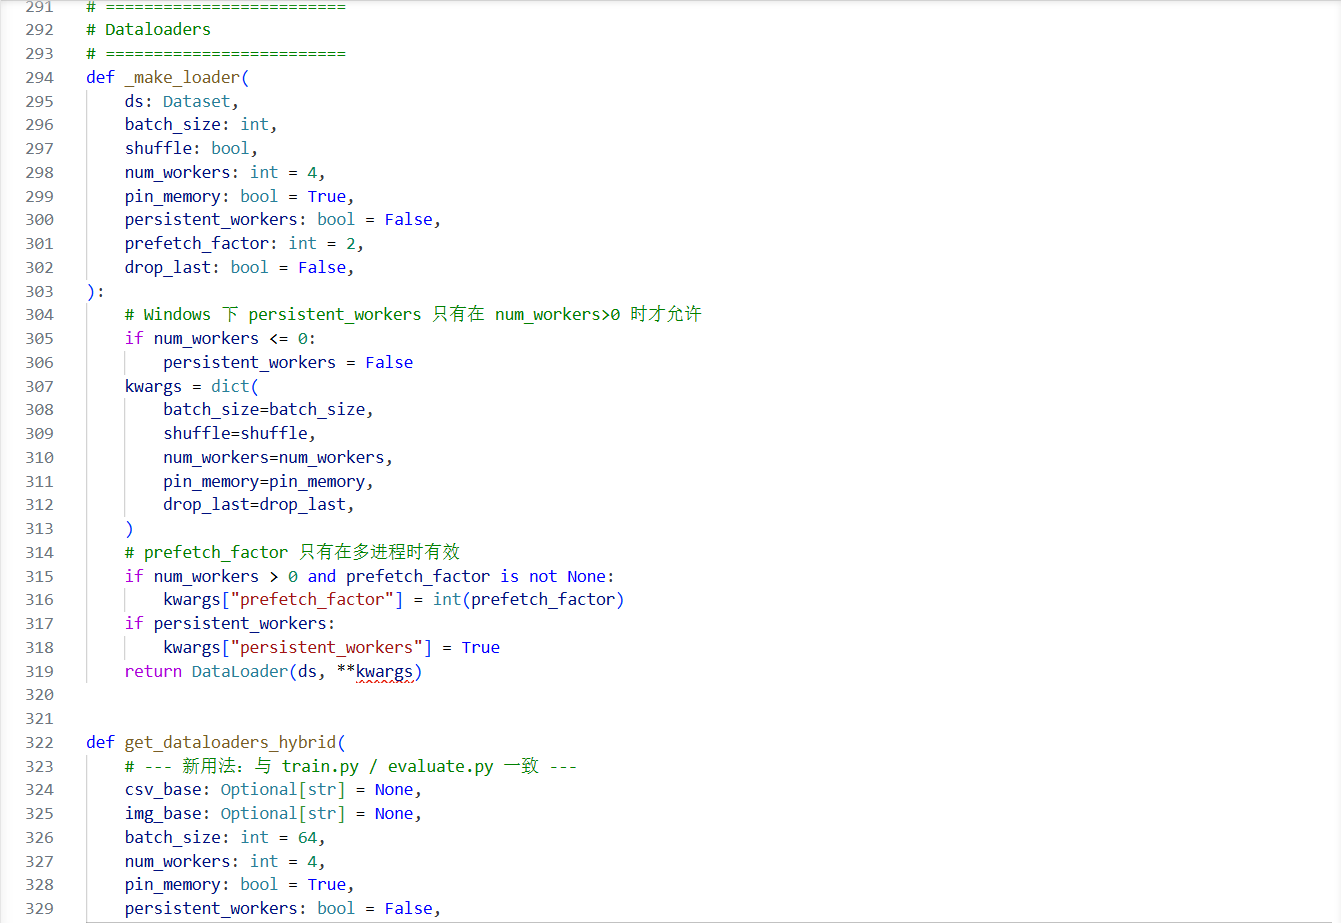 291 # =========================
292 # Dataloaders
293 # =========================
294 def _make_loader(
295     ds: Dataset,
296     batch_size: int,
297     shuffle: bool,
298     num_workers: int = 4,
299     pin_memory: bool = True,
300     persistent_workers: bool = False,
301     prefetch_factor: int = 2,
302     drop_last: bool = False,
303 ):
304     # Windows 下 persistent_workers 只有在 num_workers>0 时才允许
305     if num_workers <= 0:
306         persistent_workers = False
307     kwargs = dict(
308         batch_size=batch_size,
309         shuffle=shuffle,
310         num_workers=num_workers,
311         pin_memory=pin_memory,
312         drop_last=drop_last,
313     )
314     # prefetch_factor 只有在多进程时有效
315     if num_workers > 0 and prefetch_factor is not None:
316         kwargs["prefetch_factor"] = int(prefetch_factor)
317     if persistent_workers:
318         kwargs["persistent_workers"] = True
319     return DataLoader(ds, **kwargs)
320
321
322 def get_dataloaders_hybrid(
323     # --- 新用法：与 train.py / evaluate.py 一致 ---
324     csv_base: Optional[str] = None,
325     img_base: Optional[str] = None,
326     batch_size: int = 64,
327     num_workers: int = 4,
328     pin_memory: bool = True,
329     persistent_workers: bool = False,